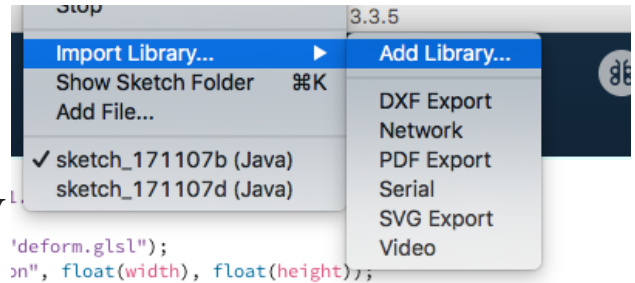 Stop
3.3.5
Import Library...
Add Library...
Show Sketch Folder ⌘K
Add File...
DXF Export
Network
PDF Export
Serial
SVG Export
Video
✓ sketch_171107b (Java)
sketch_171107d (Java)
"deform.glsl");
on", float(width), float(height));